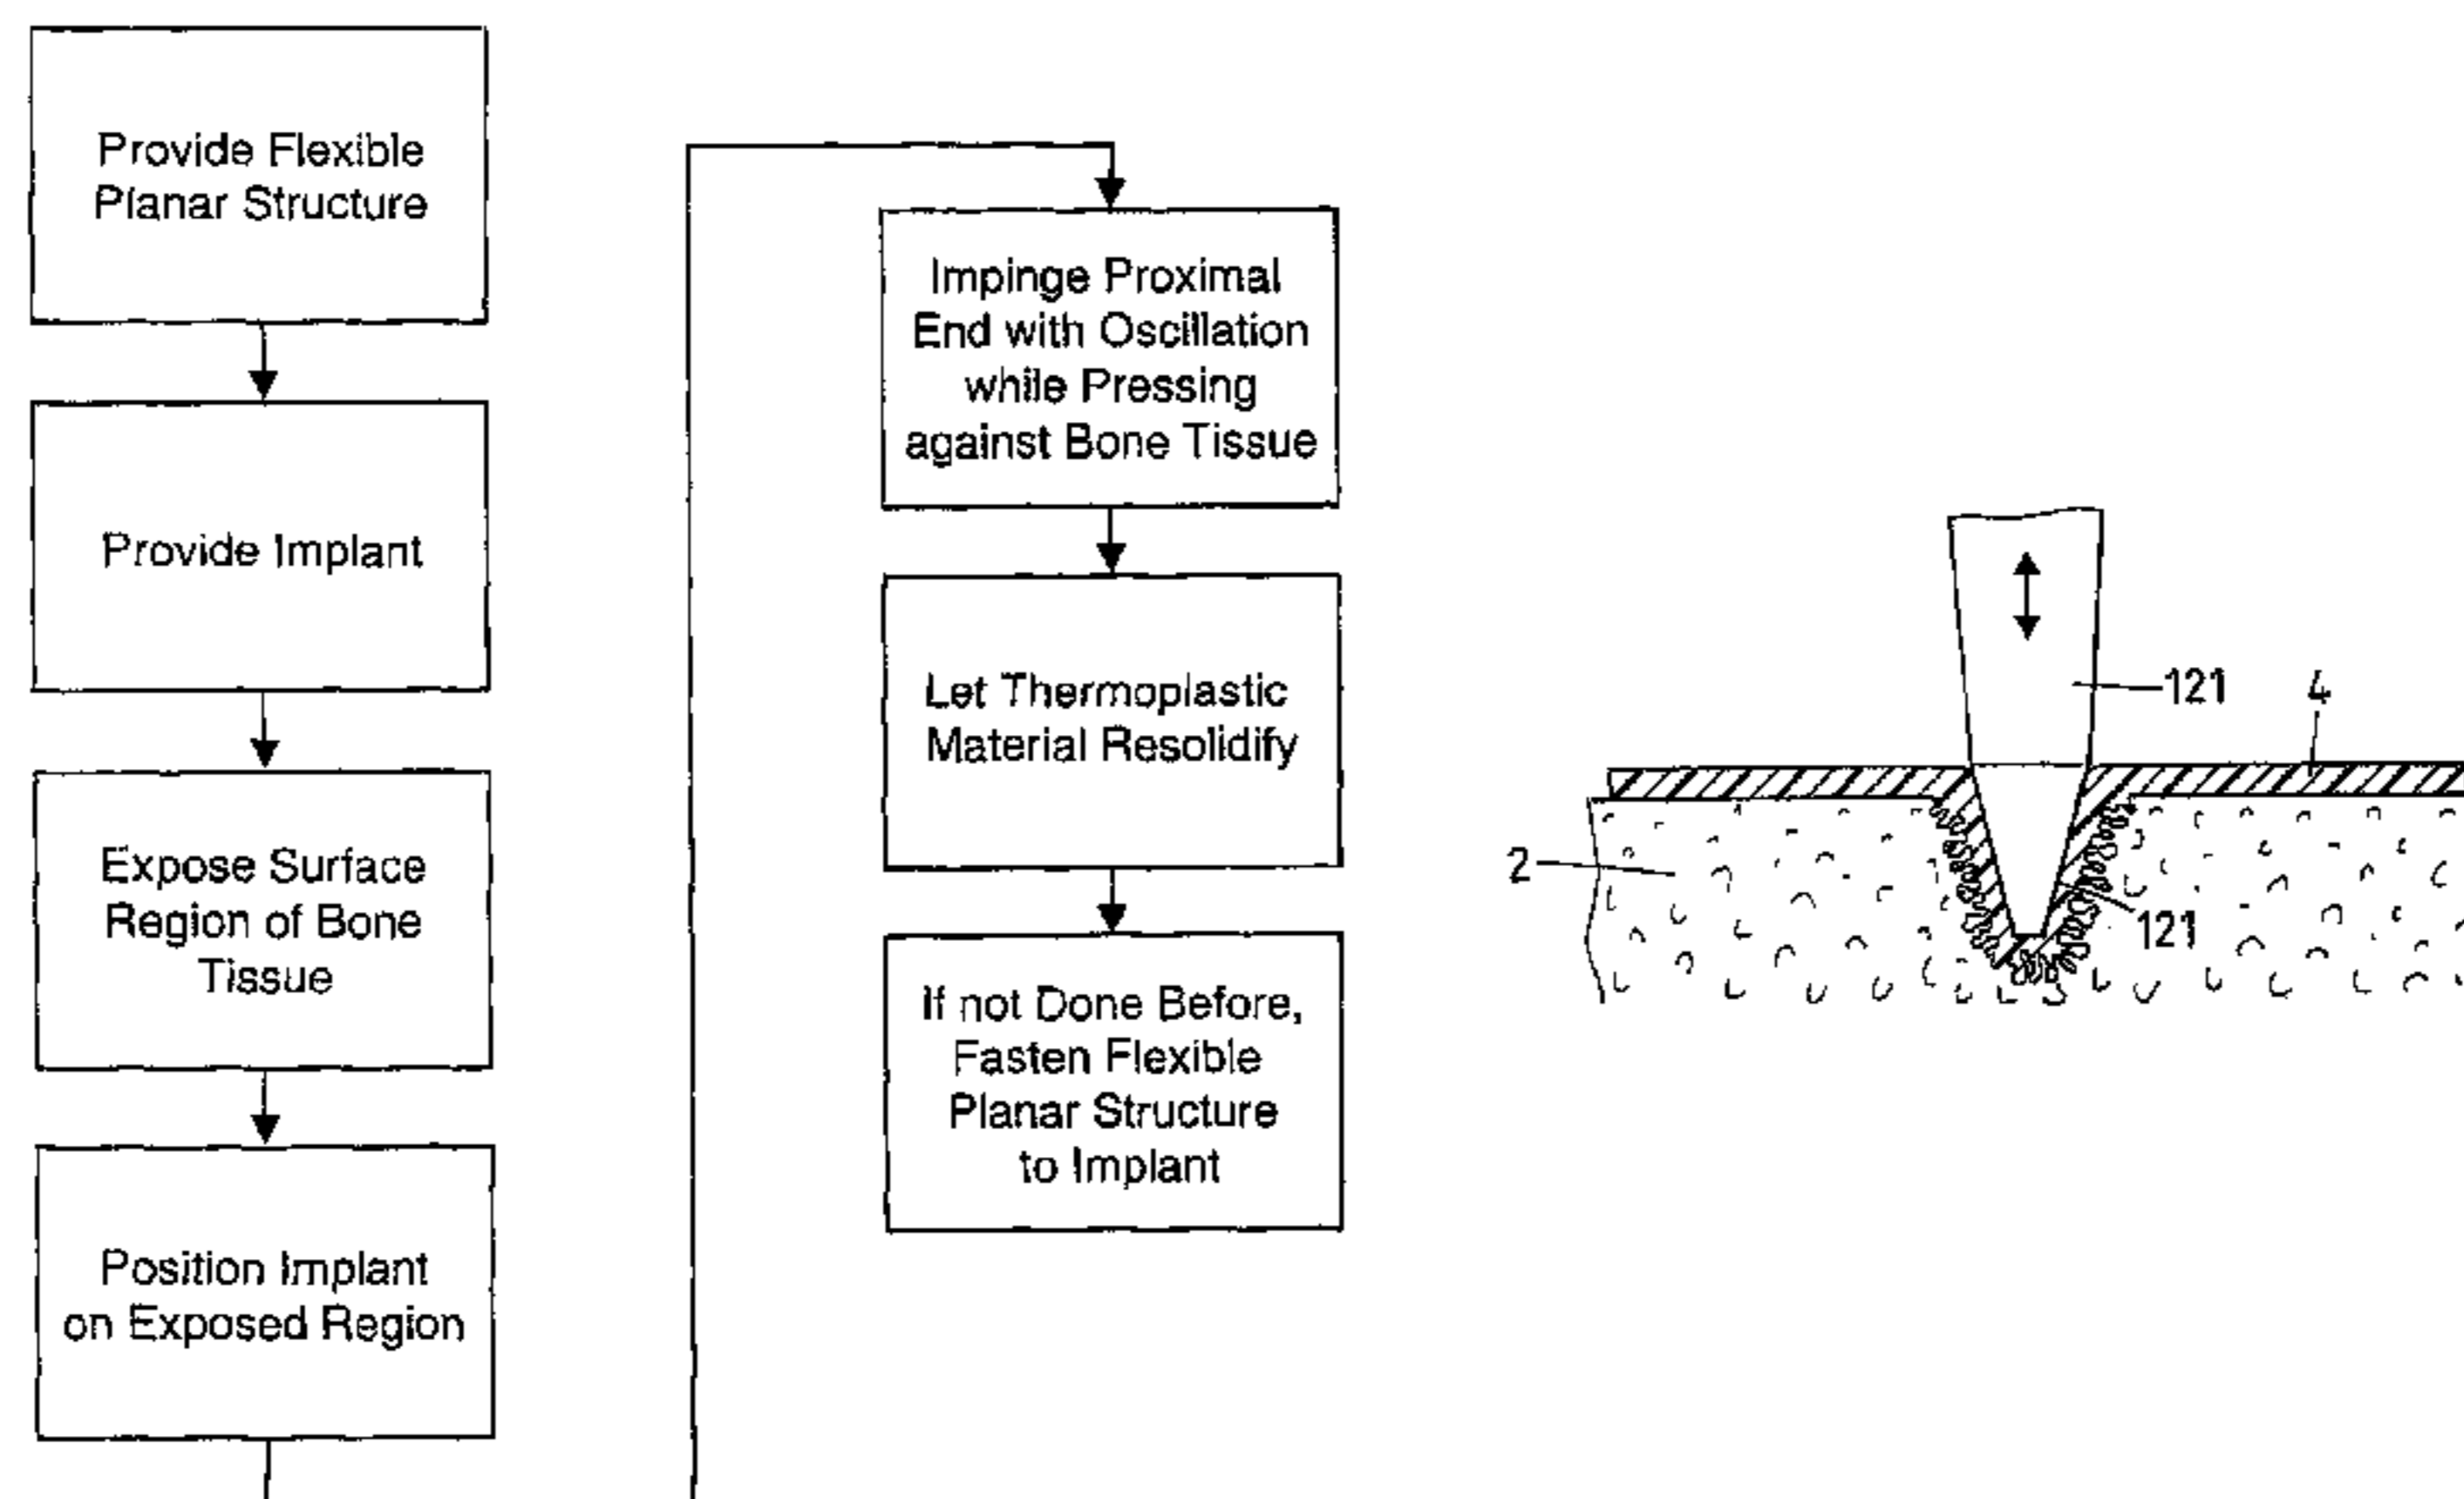 Provide Flexible
Planar Structure
Provide Implant
Expose Surface
Region of Bone
Tissue
Position Implant
on Exposed Region
Impinge Proximal
End with Oscillation
while Pressing
against Bone Tissue
Let Thermoplastic
Material Resolidify
If not Done Before,
Fasten Flexible
Planar Structure
to Implant
121
4
2
121